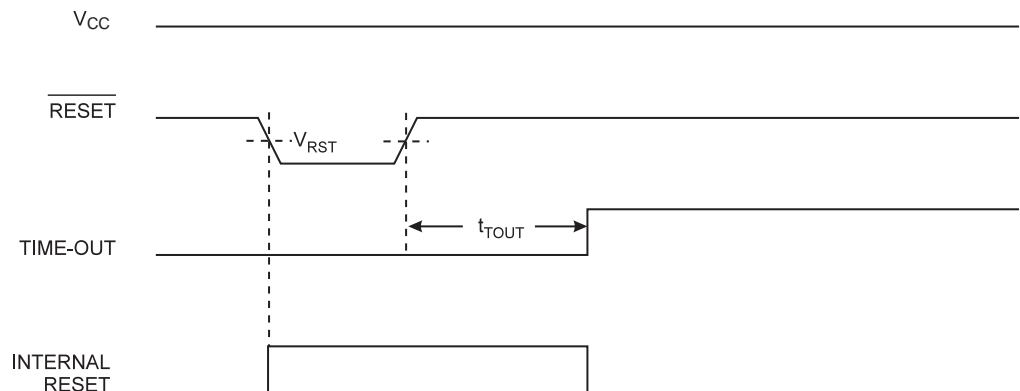 VCC
RESET
VRST
tTOUT
TIME-OUT
INTERNAL
RESET